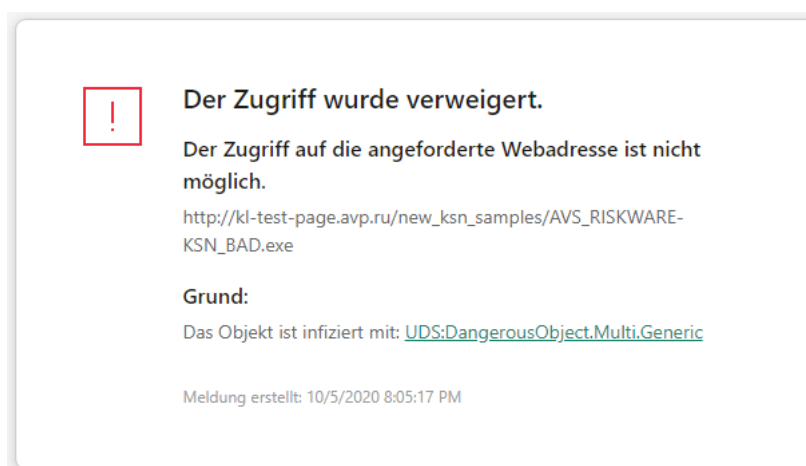 !
Der Zugriff wurde verweigert.
Der Zugriff auf die angeforderte Webadresse ist nicht
möglich.
http://kl-test-page.avp.ru/new_ksn_samples/AVS_RISKWARE-
KSN_BAD.exe
Grund:
Das Objekt ist infiziert mit: UDS:DangerousObject.Multi.Generic
Meldung erstellt: 10/5/2020 8:05:17 PM